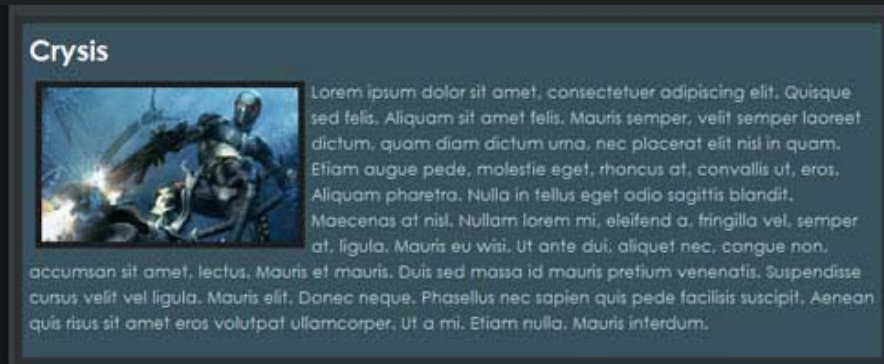 Crysis
Lorem ipsum dolor sit amet, consectetuer adipiscing elit. Quisque
sed felis. Aliquam sit amet felis. Mauris semper, velit semper laoreet
dictum, quam diam dictum urna, nec placerat elit nisl in quam.
Etiam augue pede, molestie eget, rhoncus at, convallis ut, eros.
Aliquam pharetra. Nulla in tellus eget odio sagittis blandit.
Maecenas at nisl. Nullam lorem mi, eleifend a, fringilla vel, semper
at, ligula. Mauris eu wisi. Ut ante dui, aliquet nec, congue non,
accumsan sit amet, lectus. Mauris et mauris. Duis sed massa id mauris pretium venenatis. Suspendisse
cursus velit vel ligula. Mauris elit. Donec neque. Phasellus nec sapien quis pede facilisis suscipit. Aenean
quis risus sit amet eros volutpat ullamcorper. Ut a mi. Etiam nulla. Mauris interdum.